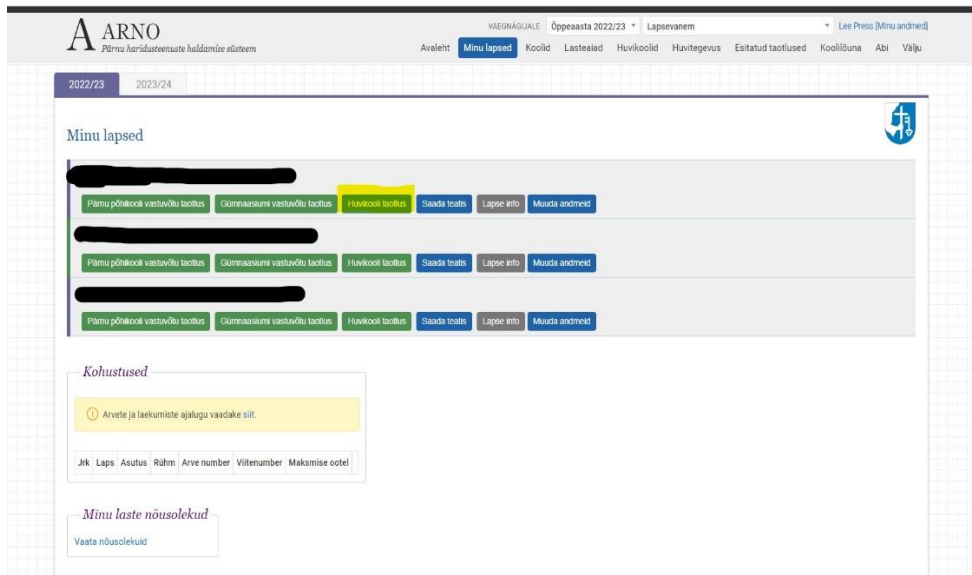 ARNO
Pärnu haridusteenuste haldamise süsteem
VAEGNÄGIJALE Õppeaasta 2022/23 Lapsevanem Lee Press [Minu andmed]
Avaleht Minu lapsed Koolid Lasteaiad Huvikoolid Huvitegevus Esitatud taotlused Koolilõuna Abi Välju
2022/23 2023/24
Minu lapsed
Pärnu põhikooli vastuvõtu taotlus Gümnaasiumi vastuvõtu taotlus Huvikooli taotlus Saada teatis Lapse info Muuda andmeid
Pärnu põhikooli vastuvõtu taotlus Gümnaasiumi vastuvõtu taotlus Huvikooli taotlus Saada teatis Lapse info Muuda andmeid
Pärnu põhikooli vastuvõtu taotlus Gümnaasiumi vastuvõtu taotlus Huvikooli taotlus Saada teatis Lapse info Muuda andmeid
Kohustused
Arvete ja laekumiste ajalugu vaadake siit.
Jrk Laps Asutus Rühm Arve number Viitenumber Maksmise ootel
Minu laste nõusolekud
Vaata nõusolekuid